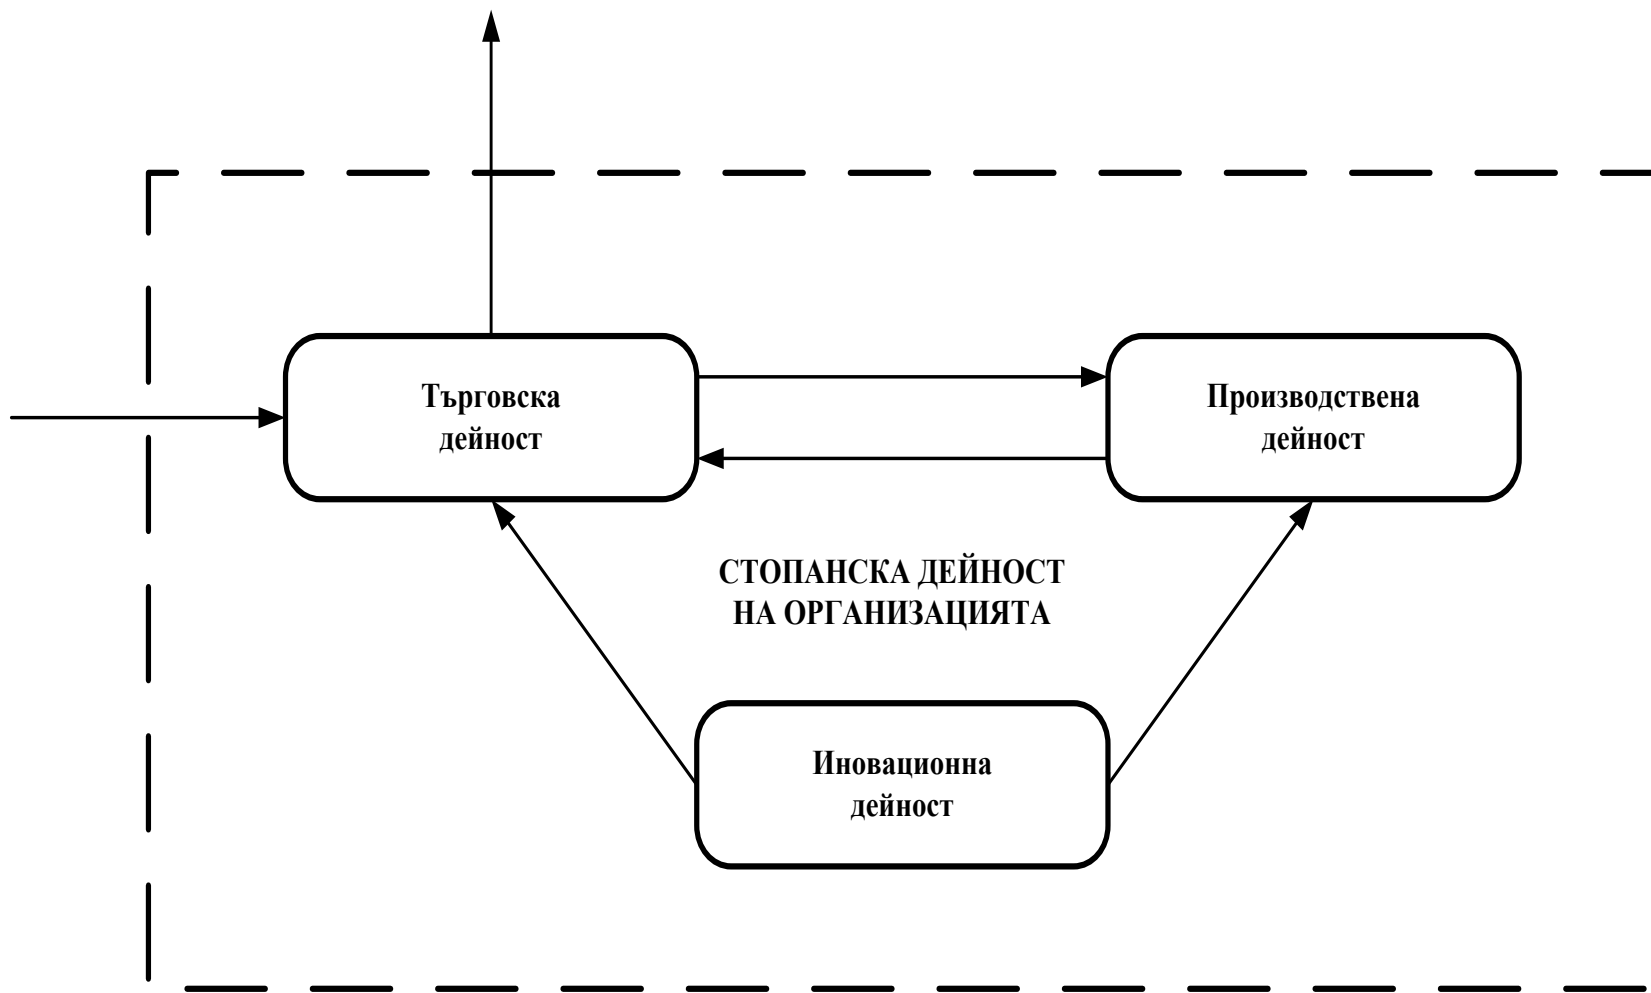 Търговска
дейност
Производствена
дейност
СТОПАНСКА ДЕЙНОСТ
НА ОРГАНИЗАЦИЯТА
Иновационна
дейност